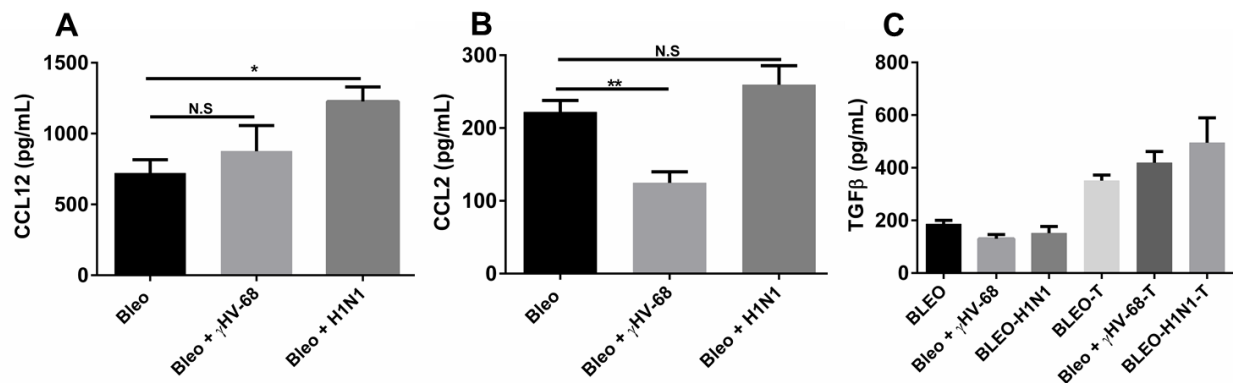 A
CCL12 (pg/mL)
1500
1000
500
0
*
N.S
Bleo
Bleo + γHV-68
Bleo + H1N1
B
CCL2 (pg/mL)
300
200
100
0
N.S
**
Bleo
Bleo + γHV-68
Bleo + H1N1
C
TGFβ (pg/mL)
800
600
400
200
0
BLEO
Bleo + γHV-68
BLEO-H1N1
BLEO-T
Bleo + γHV-68-T
BLEO-H1N1-T